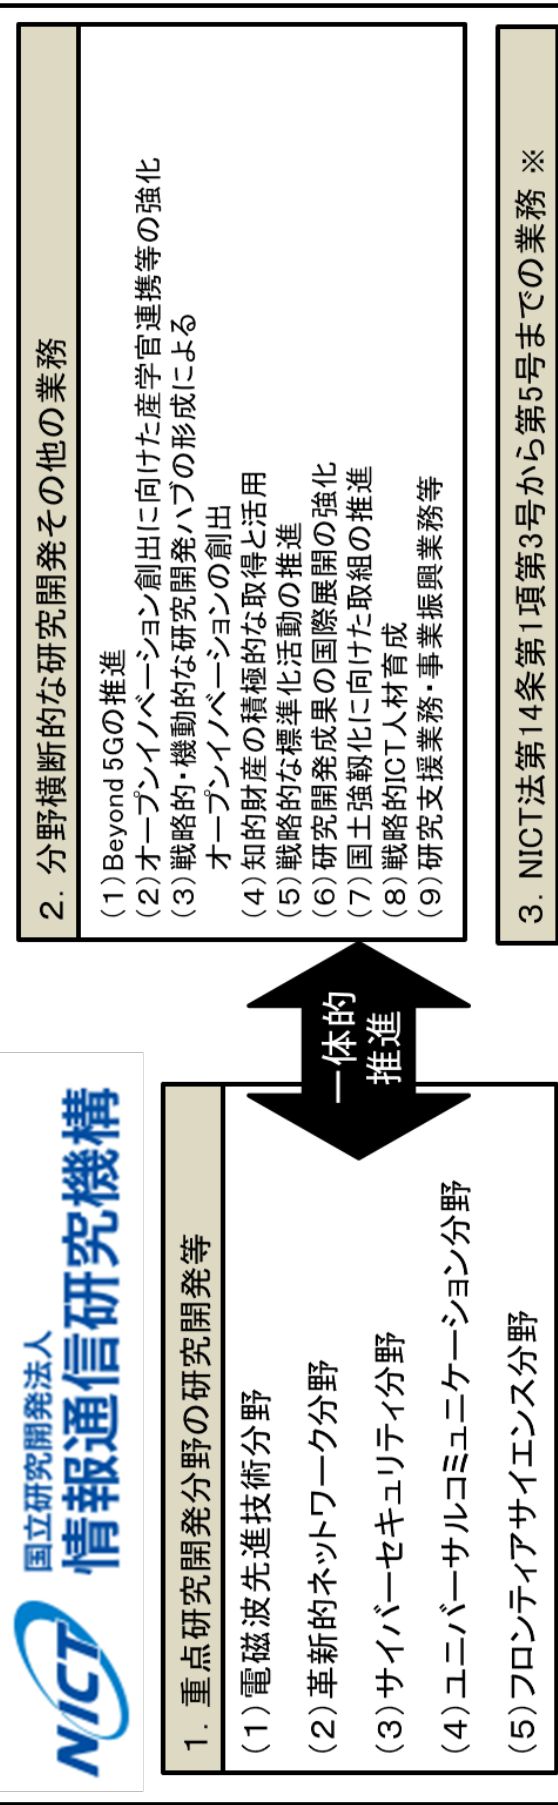 NICT
国立研究開発法人
情報通信研究機構
1. 重点研究開発分野の研究開発等
(1)電磁波先進技術分野
(2)革新的ネットワーク分野
(3)サイバーセキュリティ分野
(4)ユニバーサルコミュニケーション分野
(5)フロンティアサイエンス分野
一体的
推進
2. 分野横断的な研究開発その他の業務
(1)Beyond 5Gの推進
(2)オープンイノベーション創出に向けた産学官連携等の強化
(3)戦略的・機動的な研究開発ハブの形成による
オープンイノベーションの創出
(4)知的財産の積極的な取得と活用
(5)戦略的な標準化活動の推進
(6)研究開発成果の国際展開の強化
(7)国土強靱化に向けた取組の推進
(8)戦略的ICT人材育成
(9)研究支援業務・事業振興業務等
3. NICT法第14条第1項第3号から第5号までの業務 ※